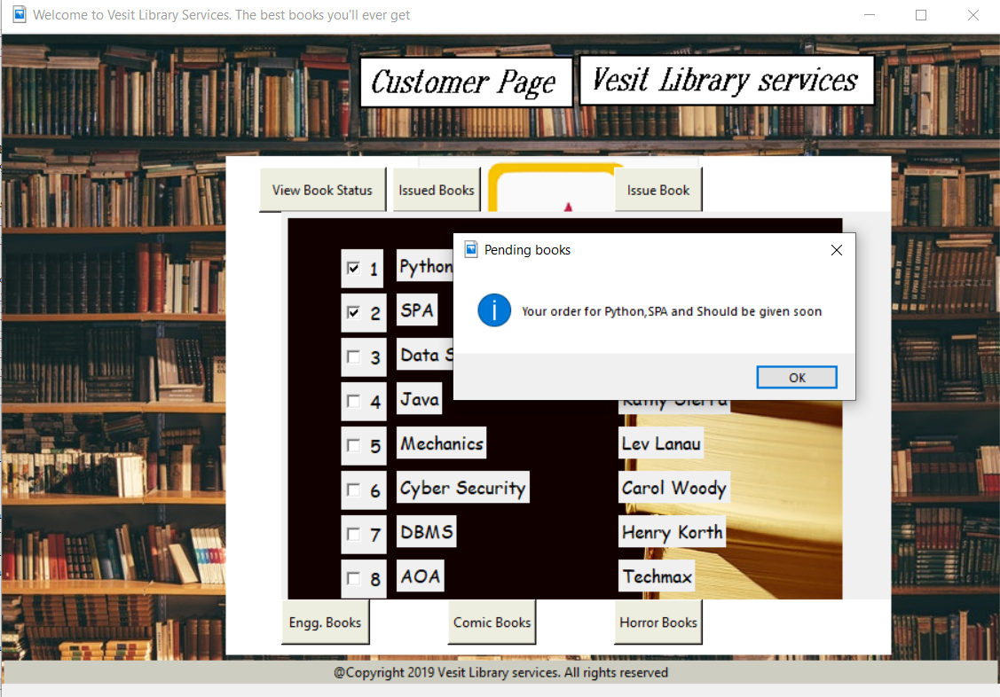 Welcome to Vesit Library Services. The best books you'll ever get
Customer Page
Vesit Library services
View Book Status
Issued Books
Issue Book
Pending books
Your order for Python,SPA and Should be given soon
OK
1 Python
2 SPA
3 Data S
4 Java Kathy Sierra
5 Mechanics Lev Lanau
6 Cyber Security Carol Woody
7 DBMS Henry Korth
8 AOA Techmax
Engg. Books
Comic Books
Horror Books
@Copyright 2019 Vesit Library services. All rights reserved